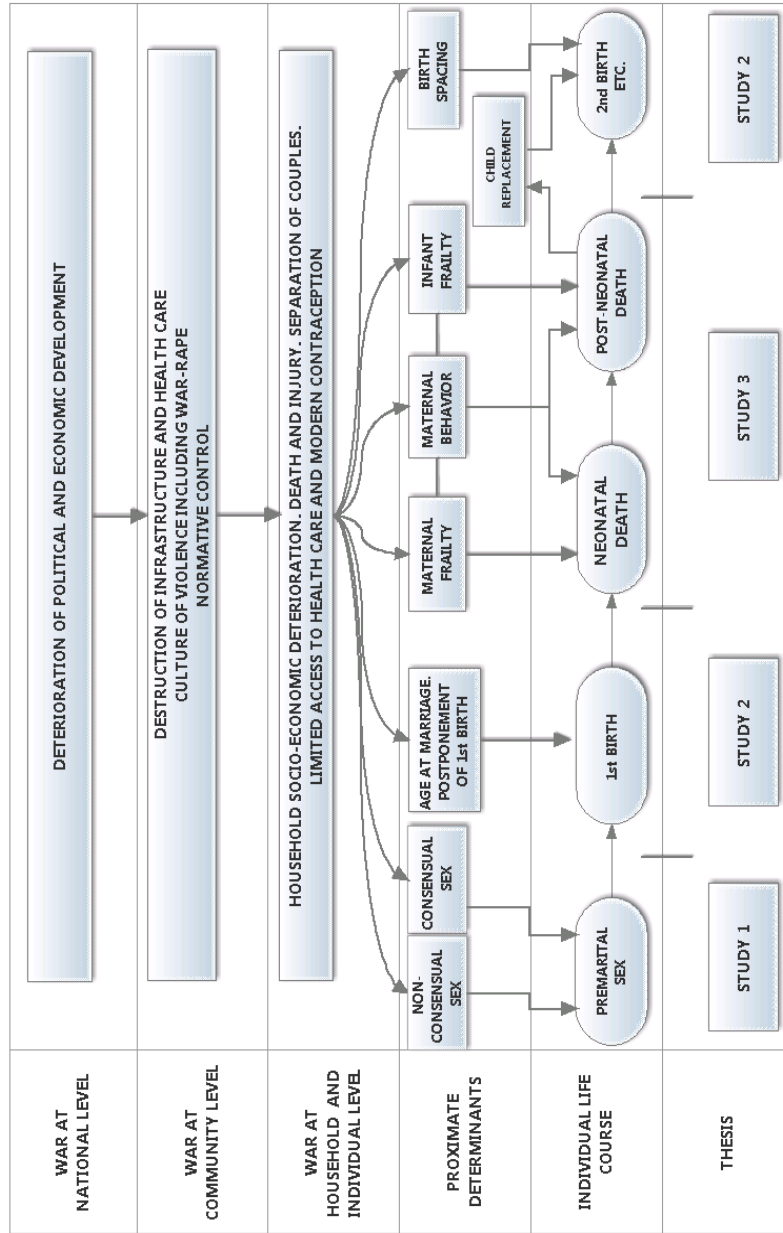 WAR AT
NATIONAL LEVEL
DETERIORATION OF POLITICAL AND ECONOMIC DEVELOPMENT
WAR AT
COMMUNITY LEVEL
DESTRUCTION OF INFRASTRUCTURE AND HEALTH CARE
CULTURE OF VIOLENCE INCLUDING WAR-RAPE
NORMATIVE CONTROL
WAR AT
HOUSEHOLD AND
INDIVIDUAL LEVEL
HOUSEHOLD SOCIO-ECONOMIC DETERIORATION. DEATH AND INJURY. SEPARATION OF COUPLES.
LIMITED ACCESS TO HEALTH CARE AND MODERN CONTRACEPTION
PROXIMATE
DETERMINANTS
NON-
CONSENSUAL
SEX
CONSENSUAL
SEX
AGE AT MARRIAGE.
POSTPONEMENT
OF 1st BIRTH
MATERNAL
FRAILTY
MATERNAL
BEHAVIOR
INFANT
FRAILTY
BIRTH
SPACING
CHILD
REPLACEMENT
INDIVIDUAL LIFE
COURSE
PREMARITAL
SEX
1st BIRTH
NEONATAL
DEATH
POST-NEONATAL
DEATH
2nd BIRTH
ETC.
THESIS
STUDY 1
STUDY 2
STUDY 3
STUDY 2